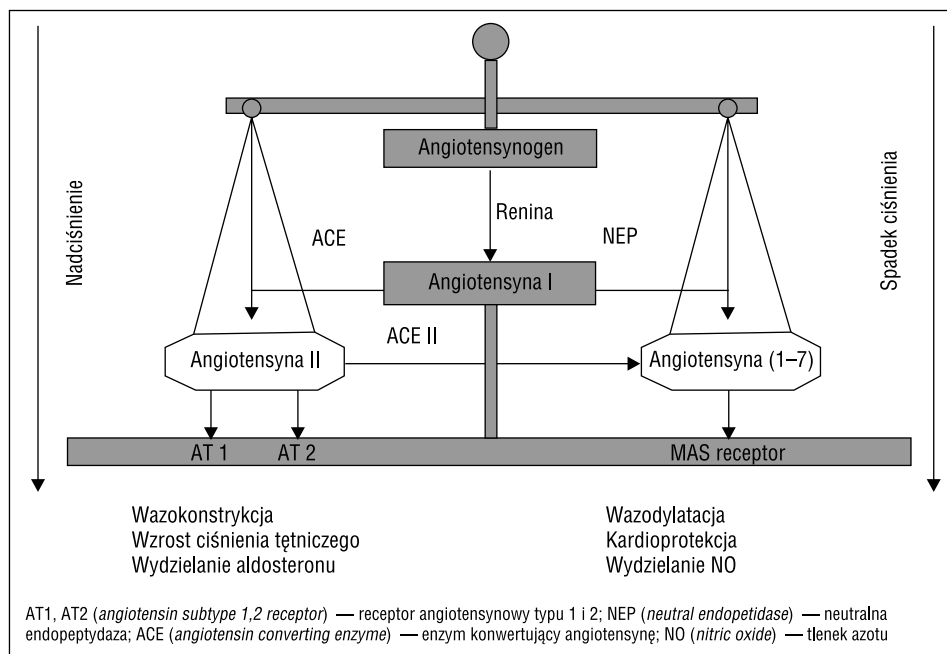 Angiotensynogen
Nadciśnienie
Spadek ciśnienia
Renina
ACE
NEP
Angiotensyna I
ACE II
Angiotensyna II
Angiotensyna (1–7)
AT 1
AT 2
MAS receptor
Wazokonstrykcja
Wzrost ciśnienia tętniczego
Wydzielanie aldosteronu
Wazodylatacja
Kardioprotekcja
Wydzielanie NO
AT1, AT2 (angiotensin subtype 1,2 receptor) — receptor angiotensynowy typu 1 i 2; NEP (neutral endopetidase) — neutralna
endopeptydaza; ACE (angiotensin converting enzyme) — enzym konwertujący angiotensynę; NO (nitric oxide) — tlenek azotu